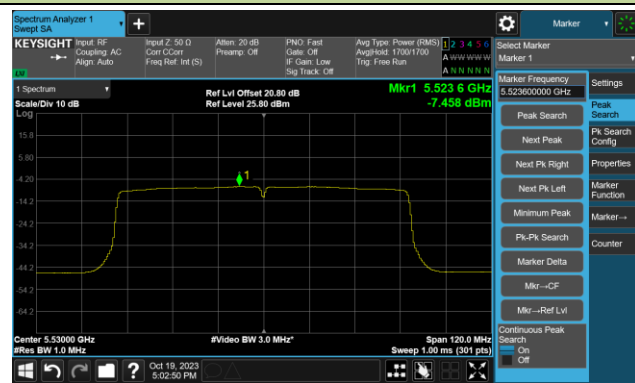 Spectrum Analyzer 1
Swept SA
Marker
KEYSIGHT
Input: RF
Coupling: AC
Align: Auto
Input Z: 50 Ω
Corr CCorr
Freq Ref: Int (S)
Atten: 20 dB
Preamp: Off
PNO: Fast
Gate: Off
IF Gain: Low
Sig Track: Off
Avg Type: Power (RMS)
Avg|Hold: 1700/1700
Trig: Free Run
1 2 3 4 5 6
A W W W W W
A N N N N N
LW
Select Marker
Marker 1
1 Spectrum
Scale/Div 10 dB
Log
Ref Lvl Offset 20.80 dB
Ref Level 25.80 dBm
Mkr1 5.523 6 GHz
-7.458 dBm
15.8
5.80
-4.20
-14.2
-24.2
-34.2
-44.2
-54.2
-64.2
1
Center 5.53000 GHz
#Res BW 1.0 MHz
#Video BW 3.0 MHz*
Span 120.0 MHz
Sweep 1.00 ms (301 pts)
Marker Frequency
5.523600000 GHz
Peak Search
Next Peak
Next Pk Right
Next Pk Left
Minimum Peak
Pk-Pk Search
Marker Delta
Mkr→CF
Mkr→Ref Lvl
Continuous Peak
Search
On
Off
Settings
Peak
Search
Pk Search
Config
Properties
Marker
Function
Marker→
Counter
Oct 19, 2023
5:02:50 PM